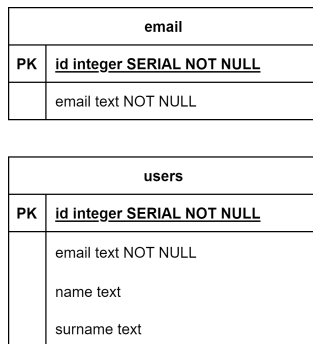 email
PK id integer SERIAL NOT NULL
email text NOT NULL
users
PK id integer SERIAL NOT NULL
email text NOT NULL
name text
surname text